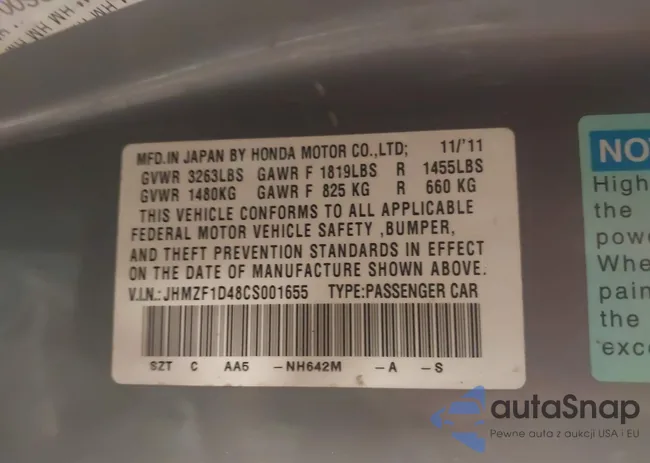 MFD.IN JAPAN BY HONDA MOTOR CO.,LTD; 11/'11
GVWR 3263LBS GAWR F 1819LBS R 1455LBS
GVWR 1480KG GAWR F 825 KG R 660 KG
THIS VEHICLE CONFORMS TO ALL APPLICABLE
FEDERAL MOTOR VEHICLE SAFETY ,BUMPER,
AND THEFT PREVENTION STANDARDS IN EFFECT
ON THE DATE OF MANUFACTURE SHOWN ABOVE.
V.I.N.:JHMZF1D48CS001655 TYPE:PASSENGER CAR
SZT C AA5 -NH642M -A -S
NO
High
the
powe
Whe
pain
the
exce
autaSnap
Pewne auta z aukcji USA i EU